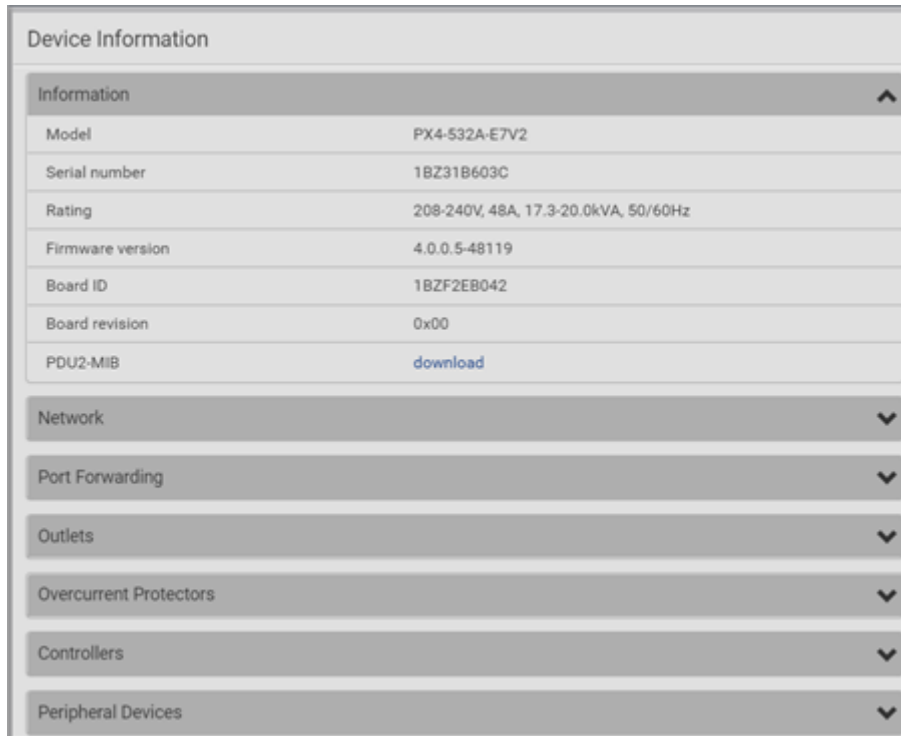 Device Information
Information
Model PX4-532A-E7V2
Serial number 1BZ31B603C
Rating 208-240V, 48A, 17.3-20.0kVA, 50/60Hz
Firmware version 4.0.0.5-48119
Board ID 1BZF2EB042
Board revision 0x00
PDU2-MIB download
Network
Port Forwarding
Outlets
Overcurrent Protectors
Controllers
Peripheral Devices